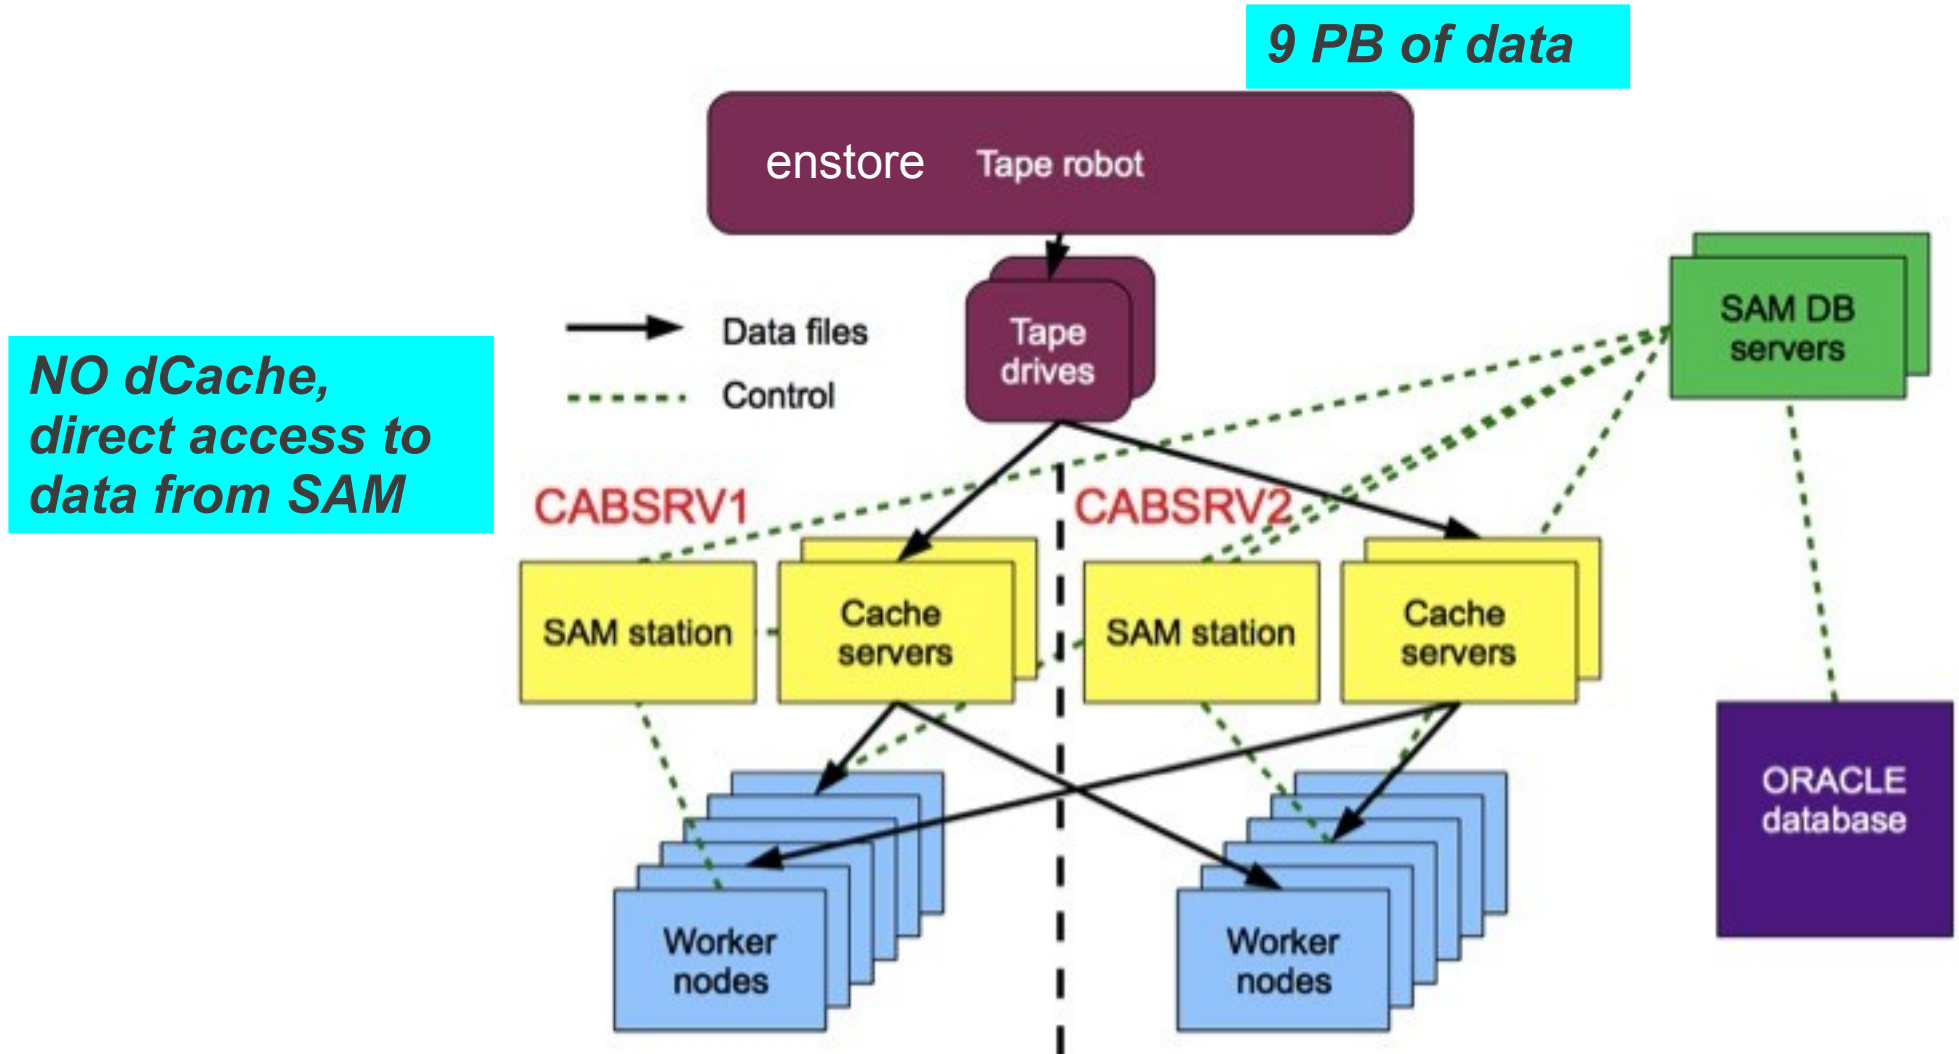 9 PB of data
enstore Tape robot
Tape
drives
Data files
Control
SAM DB
servers
NO dCache,
direct access to
data from SAM
CABSRV1
CABSRV2
SAM station
Cache
servers
SAM station
Cache
servers
ORACLE
database
Worker
nodes
Worker
nodes